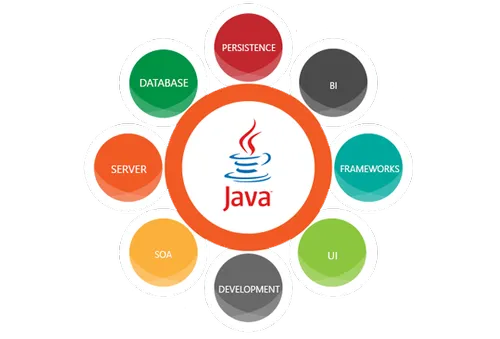 PERSISTENCE
DATABASE
BI
SERVER
Java
FRAMEWORKS
SOA
UI
DEVELOPMENT